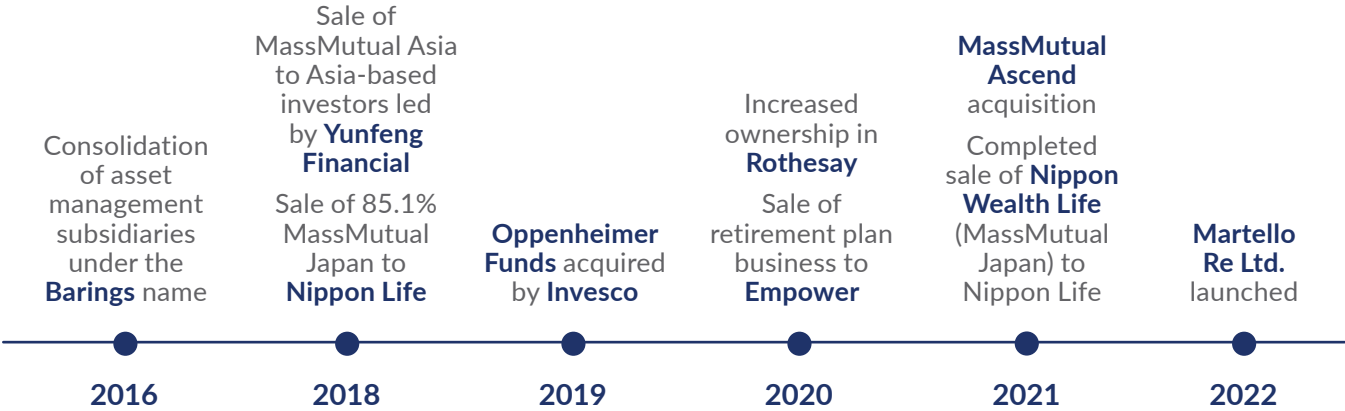 Consolidation
of asset
management
subsidiaries
under the
Barings name
2016
Sale of
MassMutual Asia
to Asia-based
investors led
by Yunfeng
Financial
Sale of 85.1%
MassMutual
Japan to
Nippon Life
2018
Oppenheimer
Funds acquired
by Invesco
2019
Increased
ownership in
Rothesay
Sale of
retirement plan
business to
Empower
2020
MassMutual
Ascend
acquisition
Completed
sale of Nippon
Wealth Life
(MassMutual
Japan) to
Nippon Life
2021
Martello
Re Ltd.
launched
2022